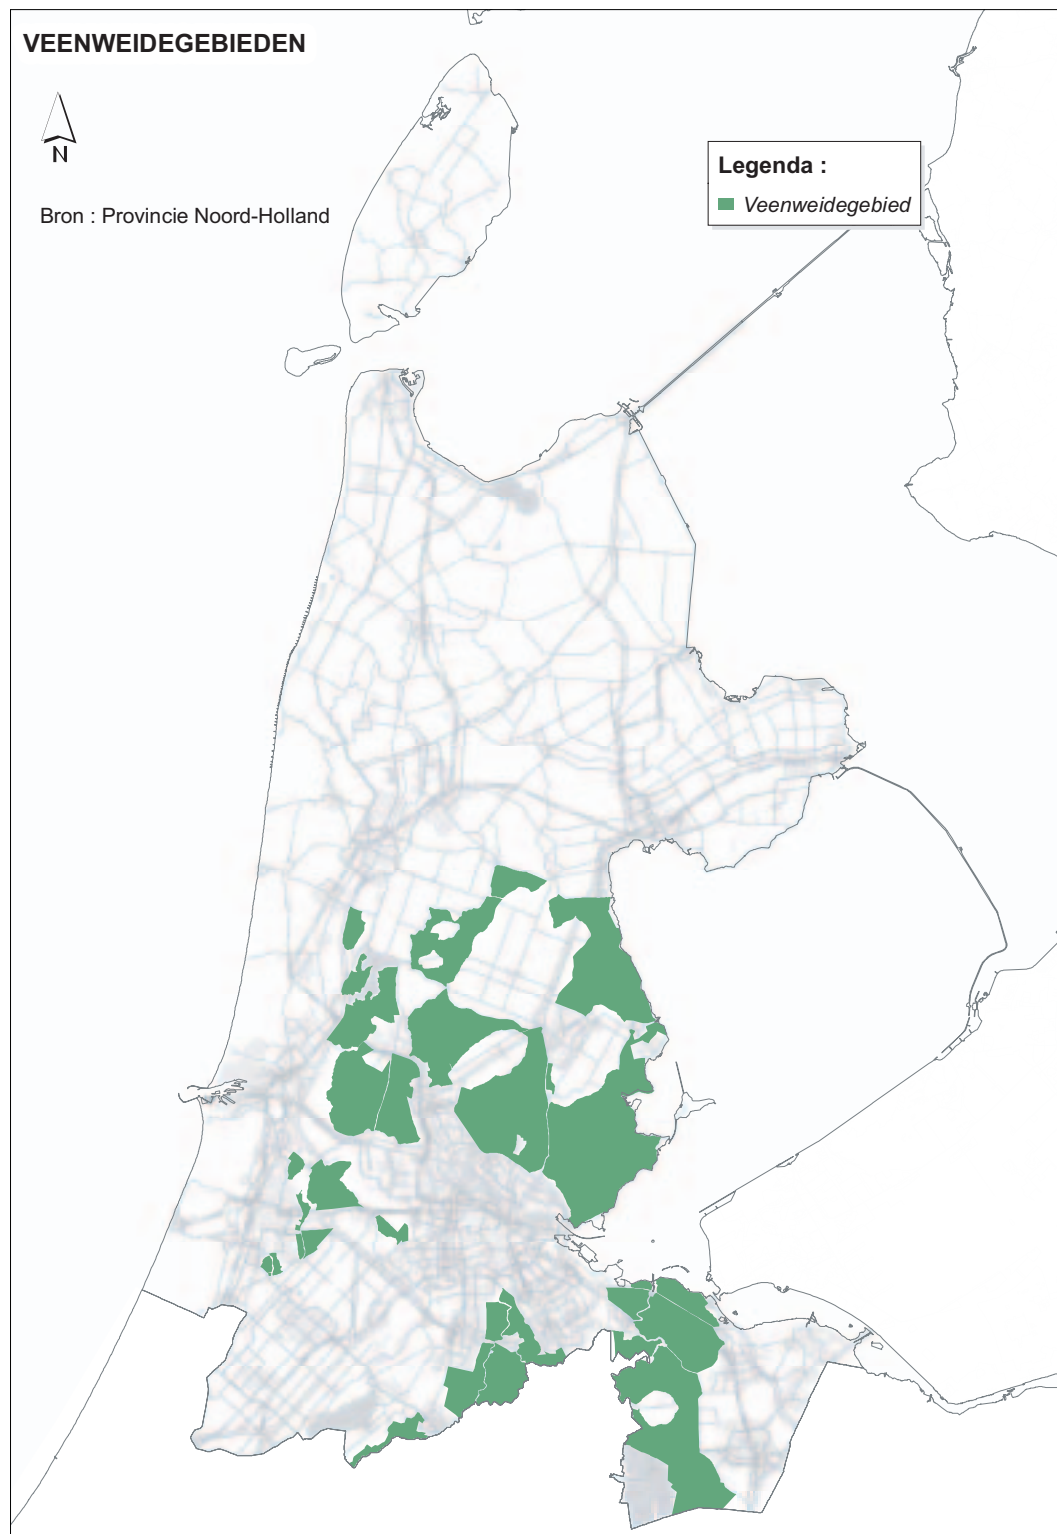 VEENWEIDEGEBIEDEN
N
Bron : Provincie Noord-Holland
Legenda :
Veenweidegebied